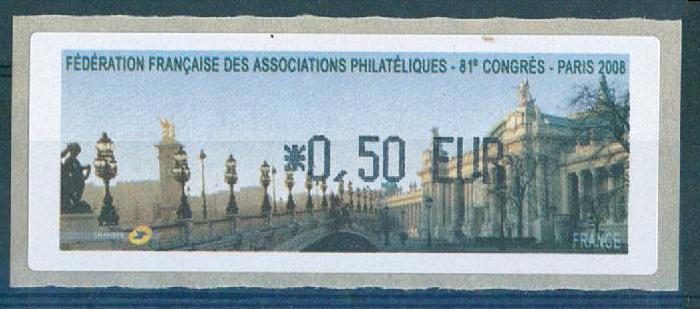 FÉDÉRATION FRANÇAISE DES ASSOCIATIONS PHILATÉLIQUES - 81e CONGRÈS - PARIS 2008
*0,50 EUR
FRANCE